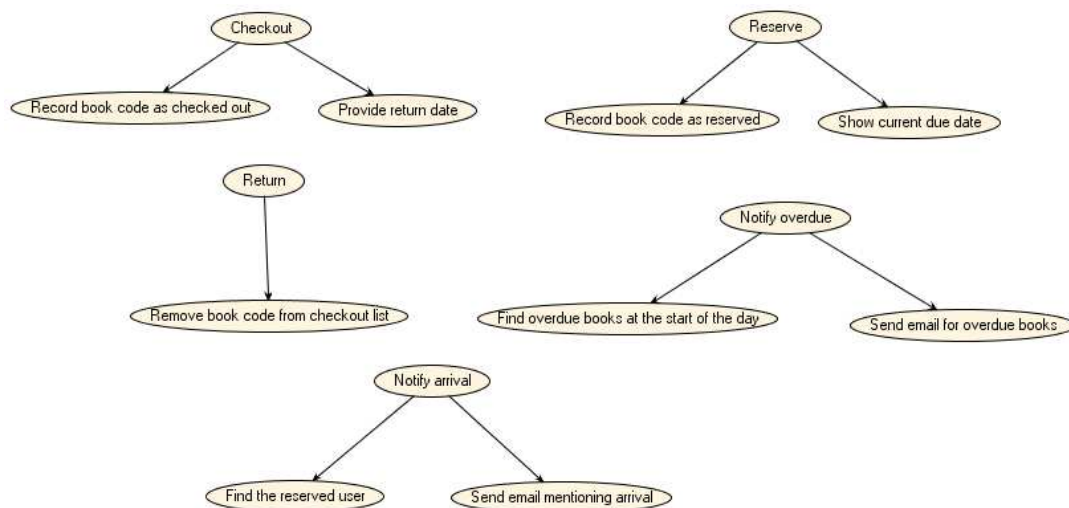 Checkout
Reserve
Record book code as checked out
Provide return date
Record book code as reserved
Show current due date
Return
Notify overdue
Remove book code from checkout list
Find overdue books at the start of the day
Send email for overdue books
Notify arrival
Find the reserved user
Send email mentioning arrival